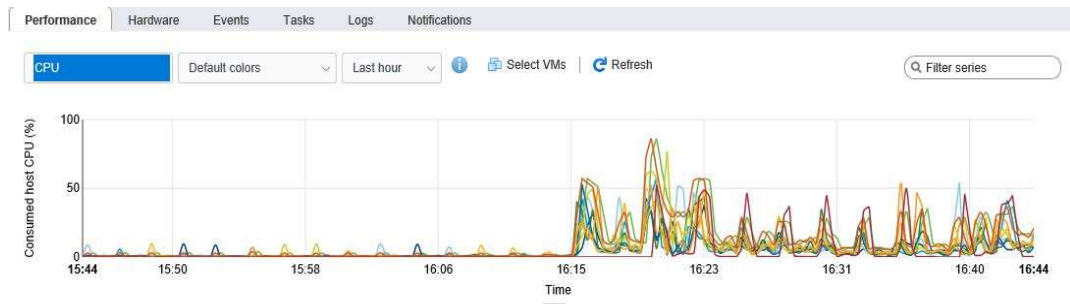 Performance Hardware Events Tasks Logs Notifications
CPU Default colors Last hour Select VMs Refresh Filter series
Consumed host CPU (%)
100
50
0
15:44 15:50 15:58 16:06 16:15 16:23 16:31 16:40 16:44
Time